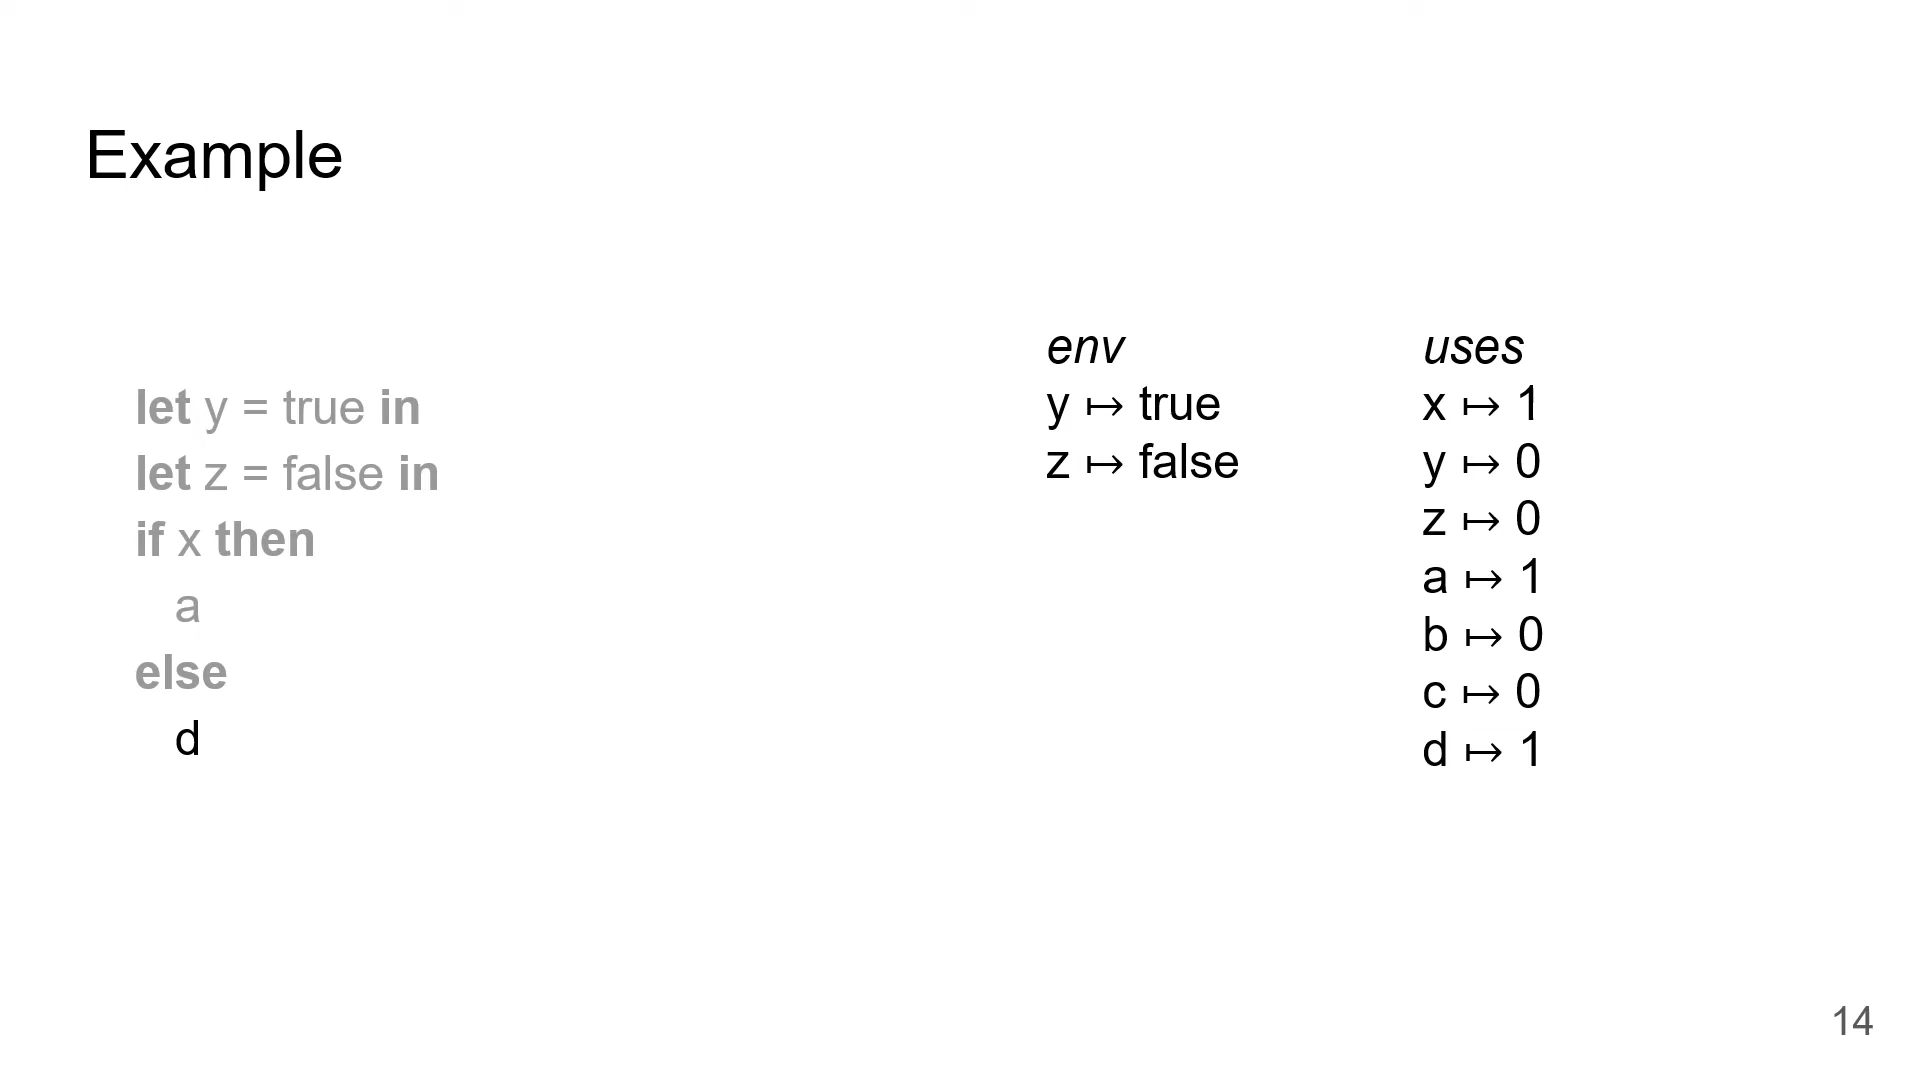 Example
let y = true in
let z = false in
if x then
a
else
d
env
y ↦ true
z ↦ false
uses
x ↦ 1
y ↦ 0
z ↦ 0
a ↦ 1
b ↦ 0
c ↦ 0
d ↦ 1
14